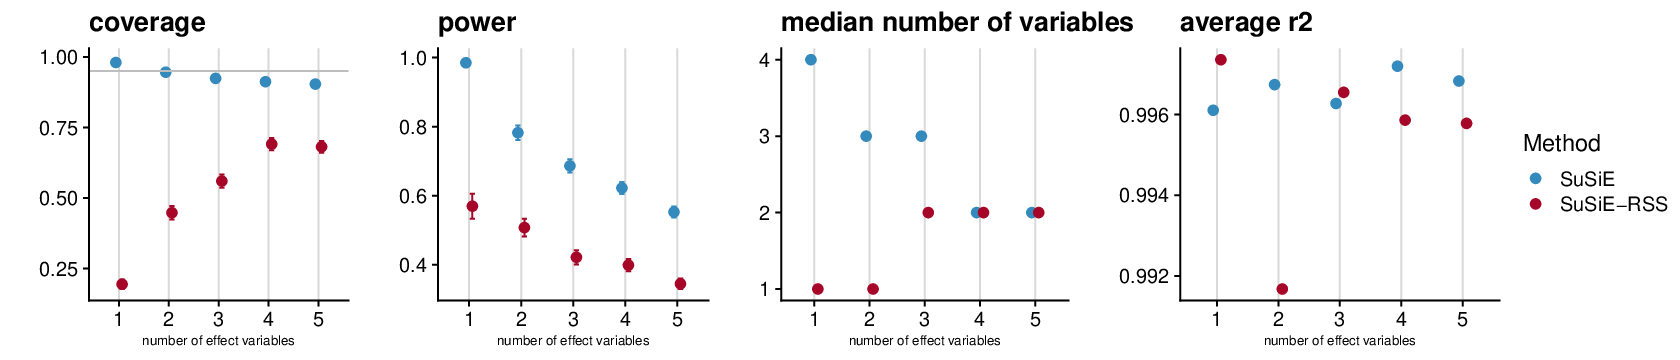 coverage
1.00
0.75
0.50
0.25
1 2 3 4 5
number of effect variables
power
1.0
0.8
0.6
0.4
1 2 3 4 5
number of effect variables
median number of variables
4
3
2
1
1 2 3 4 5
number of effect variables
average r2
0.996
0.994
0.992
1 2 3 4 5
number of effect variables
Method
SuSiE
SuSiE−RSS